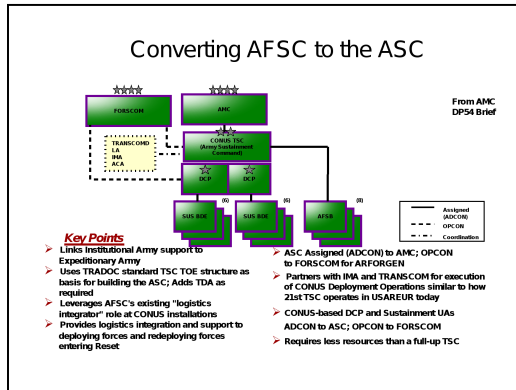 Converting AFSC to the ASC
From AMC
DP54 Brief
FORSCOM
AMC
TRANSCOMD
LA
IMA
ACA
CONUS TSC
(Army Sustainment
Command)
DCP
DCP
SUS BDE
(6)
SUS BDE
(6)
AFSB
(8)
Assigned
(ADCON)
OPCON
Coordination
Key Points
Links Institutional Army support to
Expeditionary Army
Uses TRADOC standard TSC TOE structure as
basis for building the ASC; Adds TDA as
required
Leverages AFSC's existing "logistics
integrator" role at CONUS installations
Provides logistics integration and support to
deploying forces and redeploying forces
entering Reset
ASC Assigned (ADCON) to AMC; OPCON
to FORSCOM for ARFORGEN
Partners with IMA and TRANSCOM for execution
of CONUS Deployment Operations similar to how
21st TSC operates in USAREUR today
CONUS-based DCP and Sustainment UAs
ADCON to ASC; OPCON to FORSCOM
Requires less resources than a full-up TSC